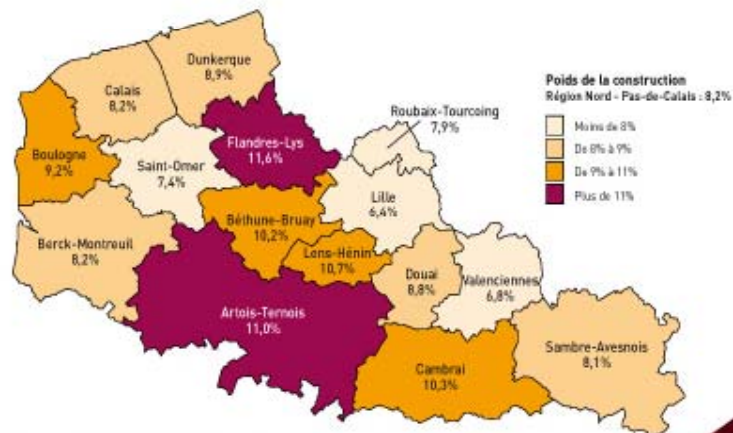 Dunkerque
8,9%
Calais
8,2%
Poids de la construction
Région Nord - Pas-de-Calais : 8,2%
Roubaix-Tourcoing
7,9%
Moins de 8%
De 8% à 9%
De 9% à 11%
Plus de 11%
Flandres-Lys
11,6%
Boulogne
9,2%
Saint-Omer
7,4%
Lille
6,4%
Béthune-Bruay
10,2%
Berck-Montreuil
8,2%
Lens-Hénin
10,7%
Douai
8,8%
Valenciennes
6,8%
Artois-Ternois
11,0%
Sambre-Avesnois
8,1%
Cambrai
10,3%